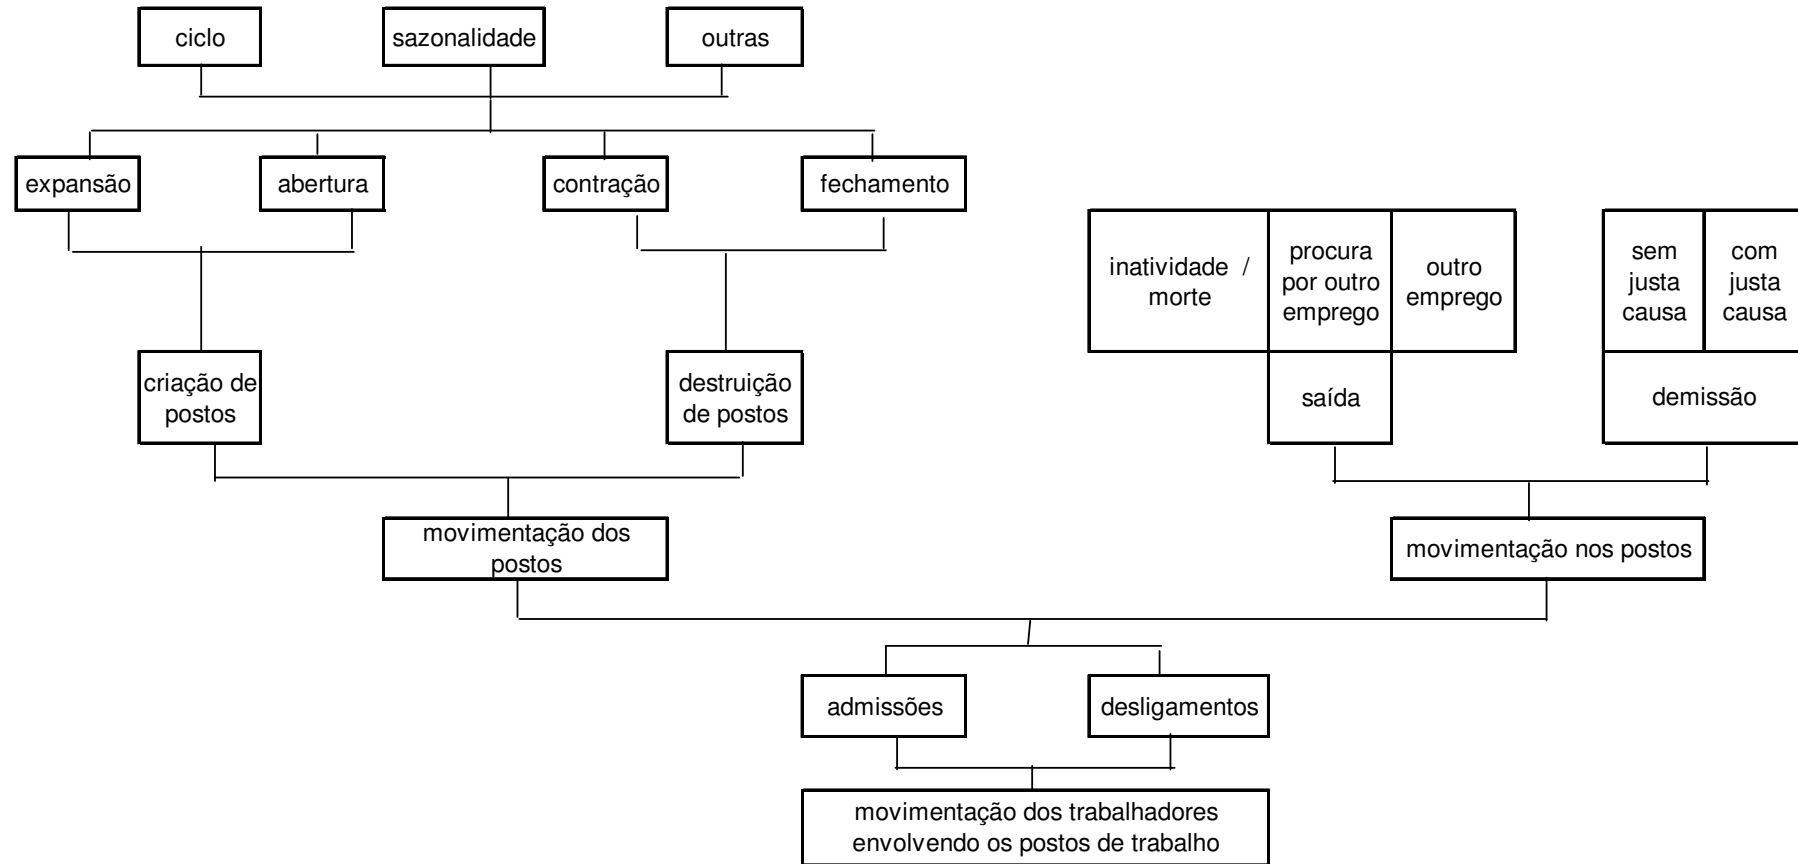 ciclo
sazonalidade
outras
expansão
abertura
contração
fechamento
inatividade /
morte
procura
por outro
emprego
outro
emprego
sem
justa
causa
com
justa
causa
criação de
postos
destruição
de postos
saída
demissão
movimentação dos
postos
movimentação nos postos
admissões
desligamentos
movimentação dos trabalhadores
envolvendo os postos de trabalho